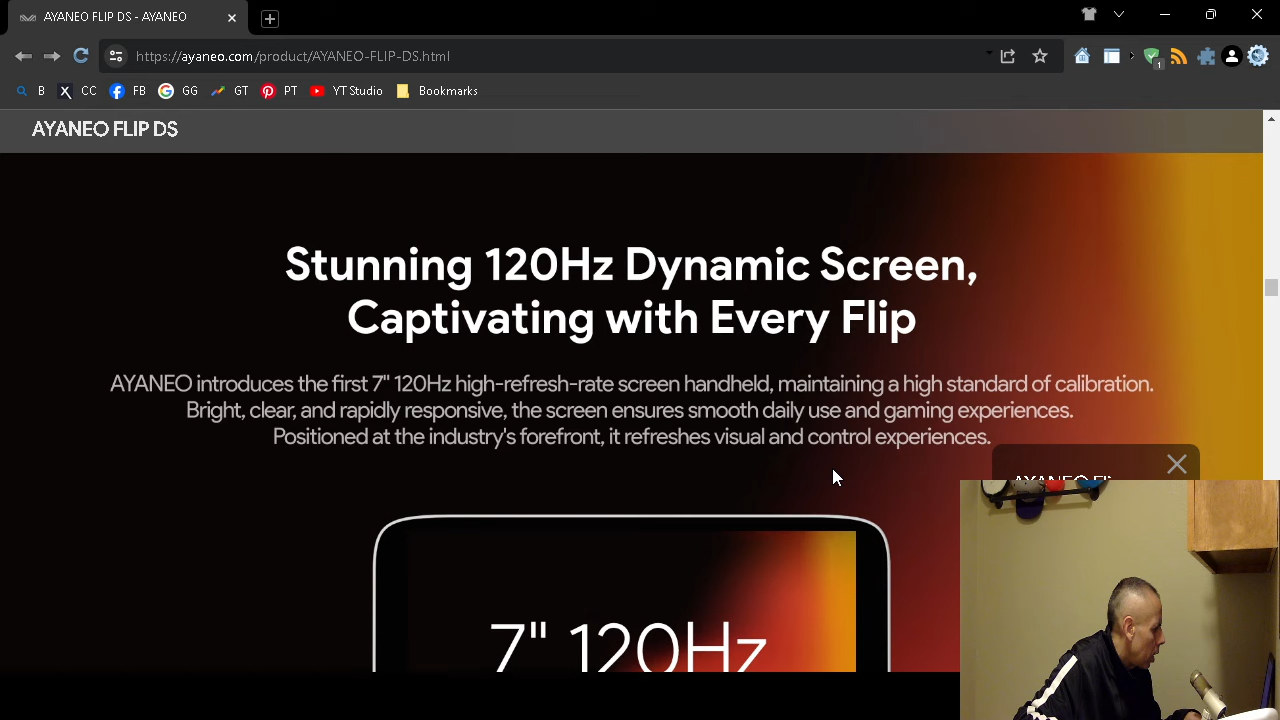 AYANEO FLIP DS - AYANEO
https://ayaneo.com/product/AYANEO-FLIP-DS.html
1
B CC FB GG GT PT YT Studio Bookmarks
AYANEO FLIP DS
Stunning 120Hz Dynamic Screen,
Captivating with Every Flip
AYANEO introduces the first 7" 120Hz high-refresh-rate screen handheld, maintaining a high standard of calibration.
Bright, clear, and rapidly responsive, the screen ensures smooth daily use and gaming experiences.
Positioned at the industry's forefront, it refreshes visual and control experiences.
7" 120Hz